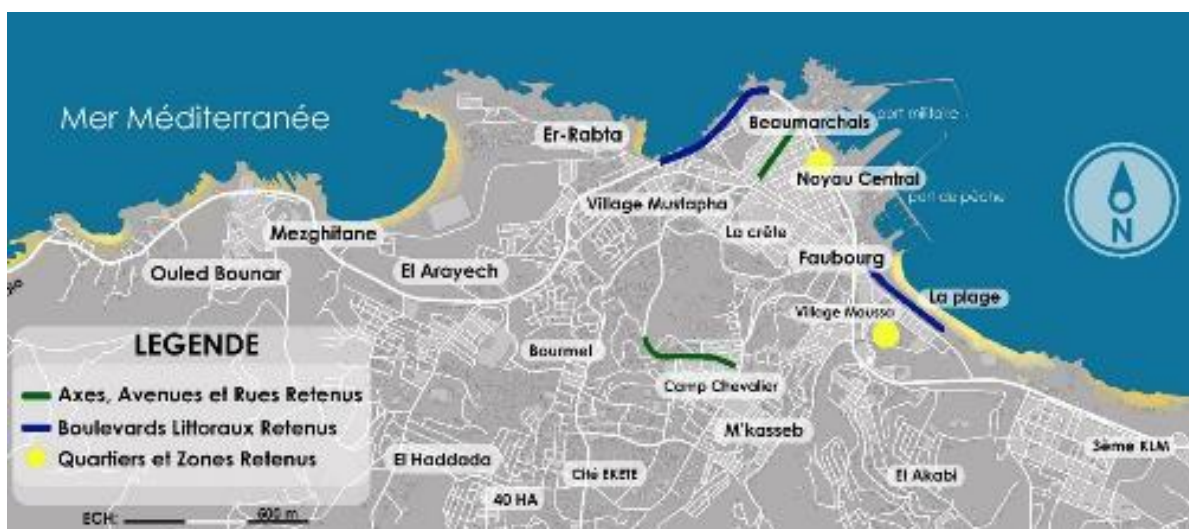 Mer Méditerranée
Er-Rabta
Beaumarchais
port militaire
Noyau Central
Village Mustapha
port de pêche
Mezghitane
La crête
Ouled Bounar
El Arayech
Faubourg
La plage
Village Moussa
N
LEGENDE
Axes, Avenues et Rues Retenus
Boulevards Littoraux Retenus
Quartiers et Zones Retenus
Bourmel
Camp Chevalier
M'kasseb
El Haddada
Cité EKETE
40 HA
El Akabi
3ème KLM
ECH:
600 m